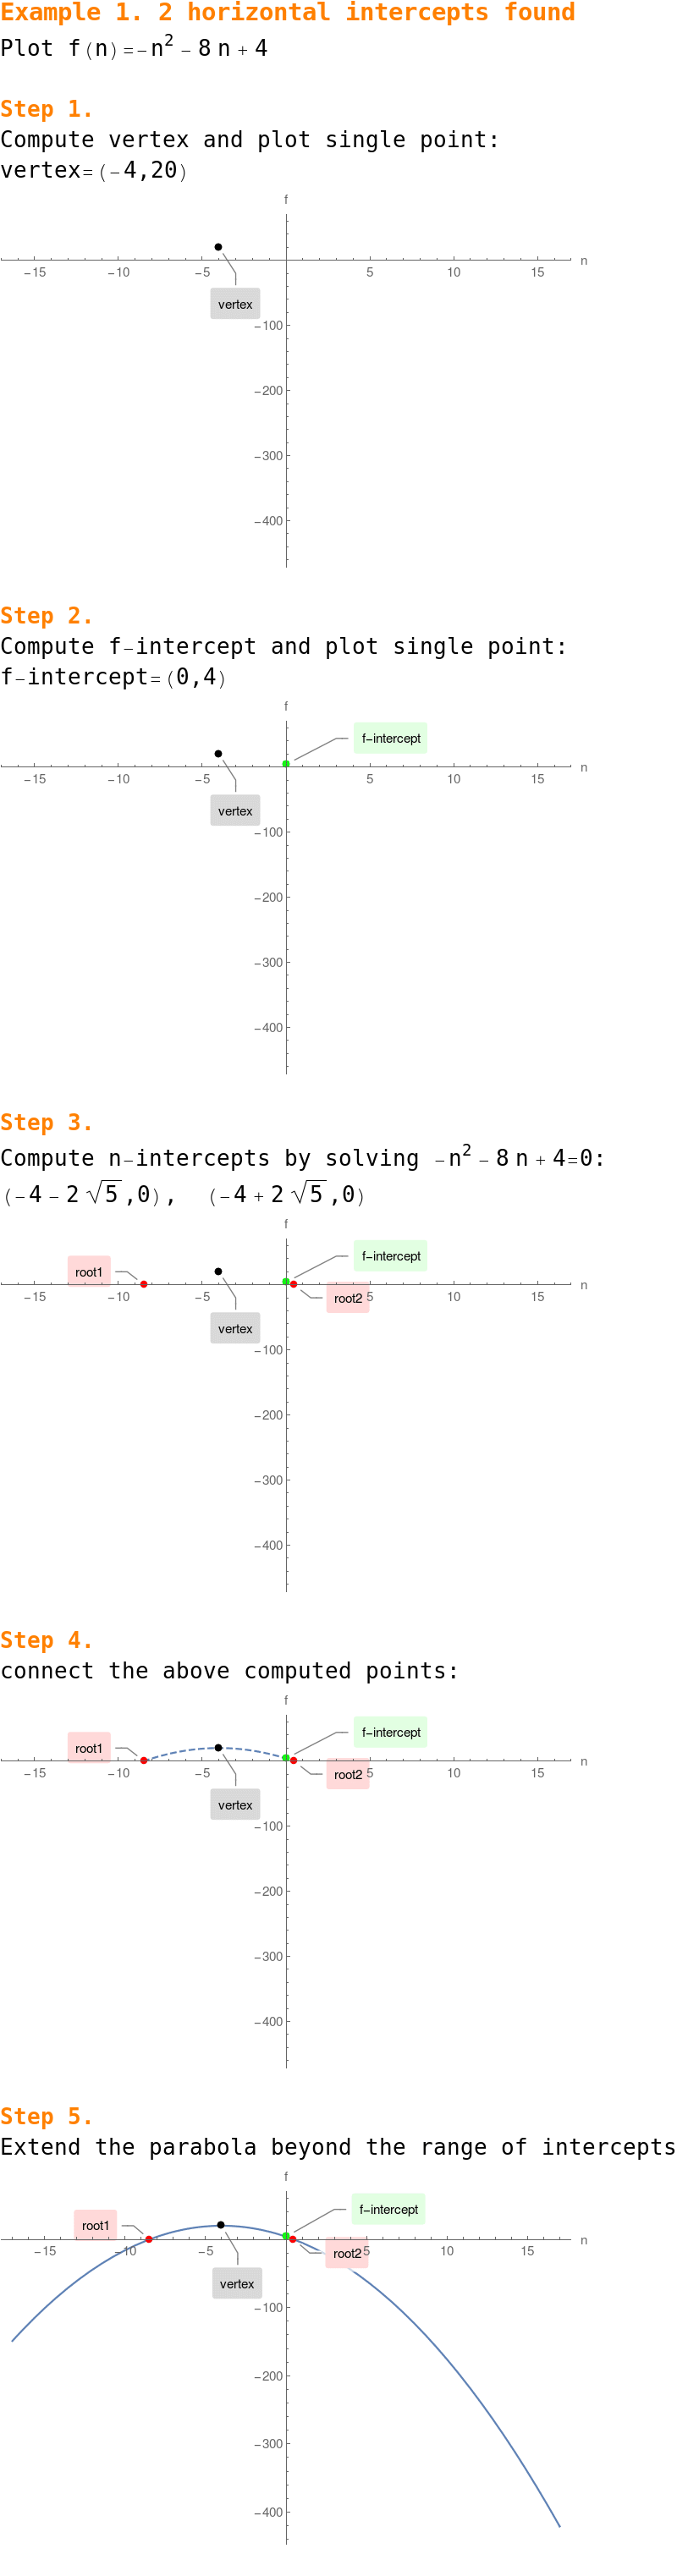 Example 1. 2 horizontal intercepts found
Plot f(n)=-n² - 8 n + 4
Step 1.
Compute vertex and plot single point:
vertex=(-4,20)
f
n
-15 -10 -5 5 10 15
vertex
-100
-200
-300
-400
Step 2.
Compute f-intercept and plot single point:
f-intercept=(0,4)
f
f-intercept
n
-15 -10 -5 5 10 15
vertex
-100
-200
-300
-400
Step 3.
Compute n-intercepts by solving -n² - 8 n + 4=0:
(-4 - 2 √5 ,0), (-4 + 2 √5 ,0)
f
f-intercept
root1
n
-15 -10 -5 5 10 15
root2
vertex
-100
-200
-300
-400
Step 4.
connect the above computed points:
f
f-intercept
root1
n
-15 -10 -5 5 10 15
root2
vertex
-100
-200
-300
-400
Step 5.
Extend the parabola beyond the range of intercepts
f
f-intercept
root1
n
-15 -10 -5 5 10 15
root2
vertex
-100
-200
-300
-400